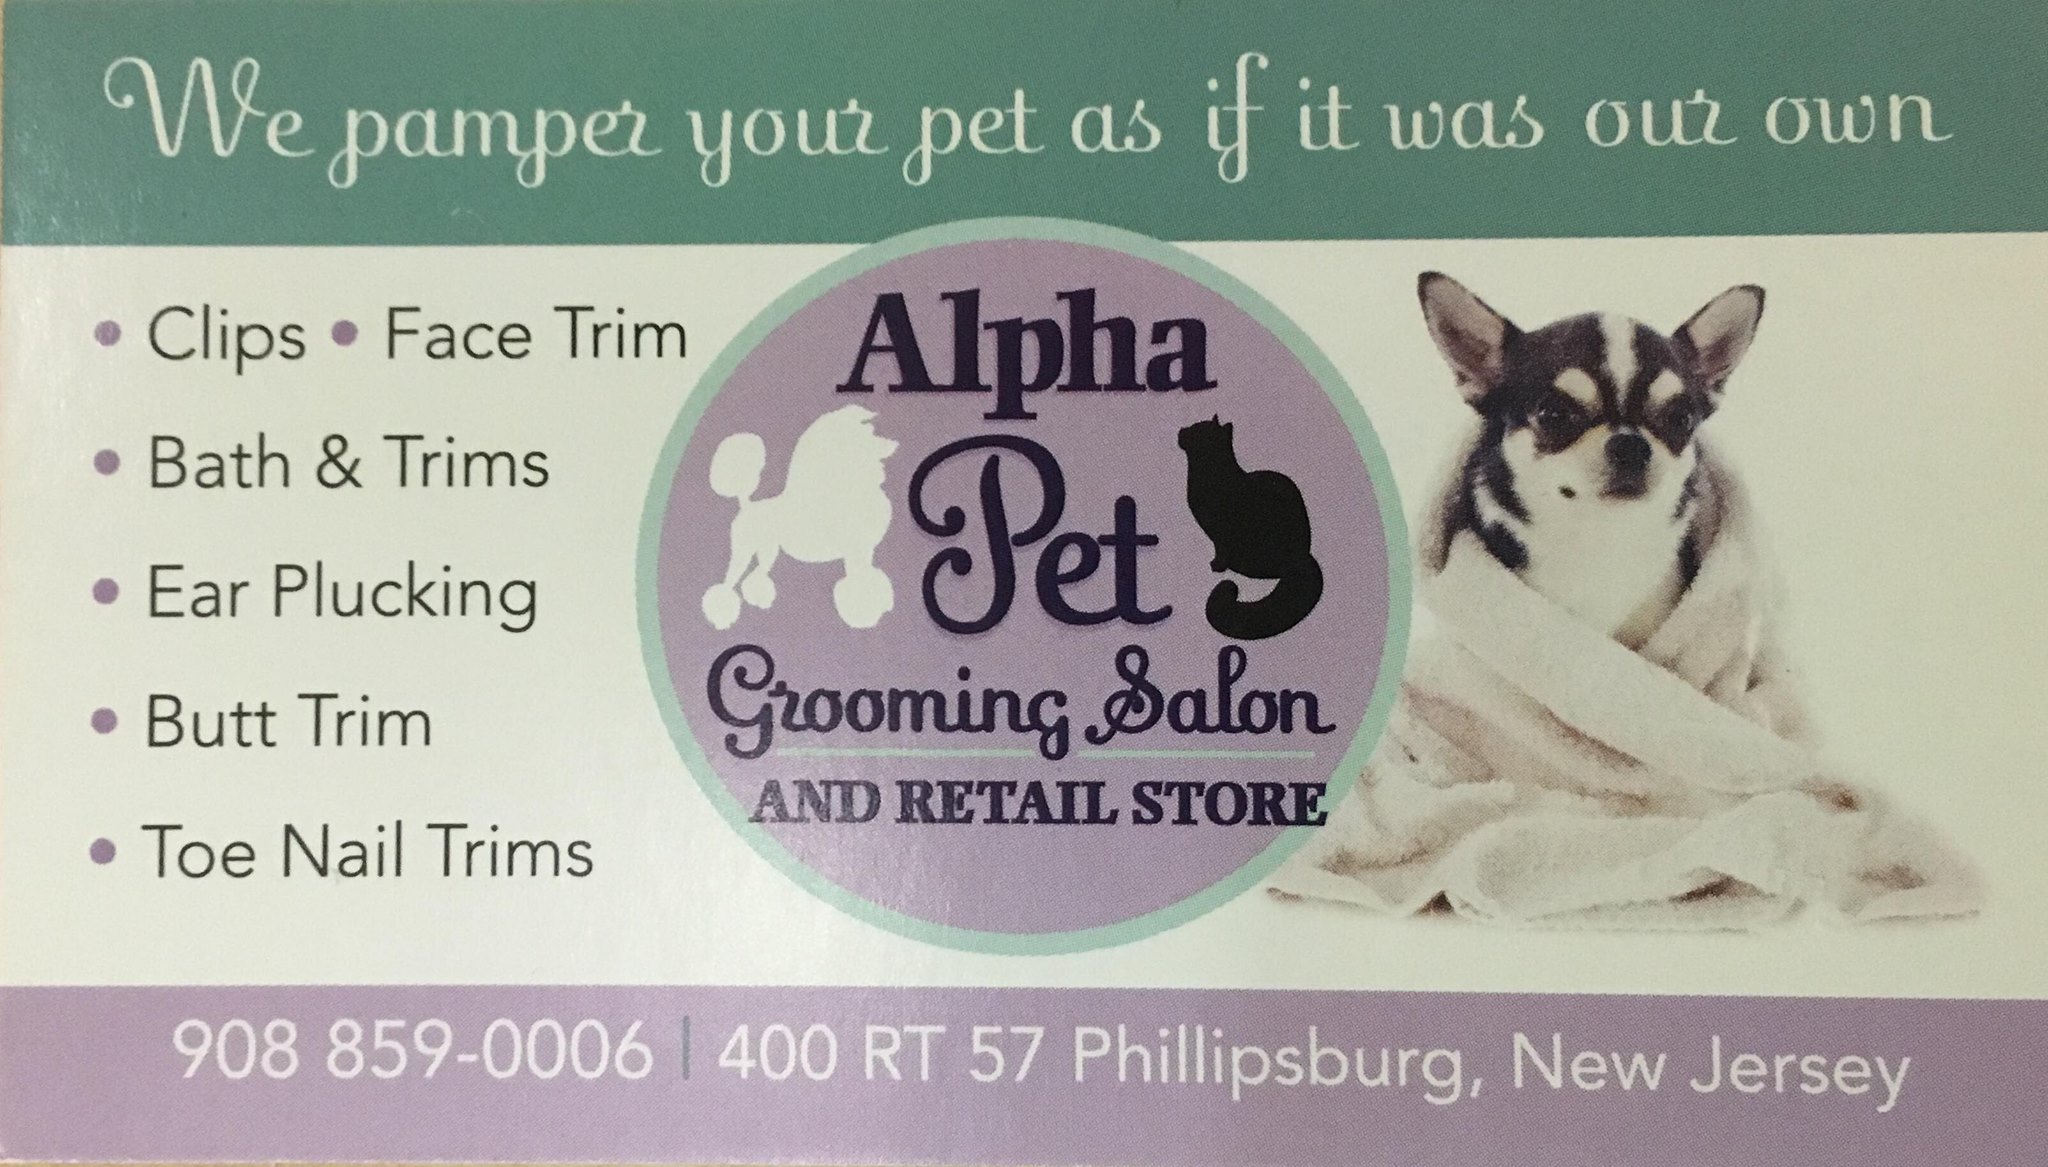 We pamper your pet as if it was our own
• Clips • Face Trim
• Bath & Trims
• Ear Plucking
• Butt Trim
• Toe Nail Trims
Alpha
Pet
Grooming Salon
AND RETAIL STORE
908 859-0006 | 400 RT 57 Phillipsburg, New Jersey